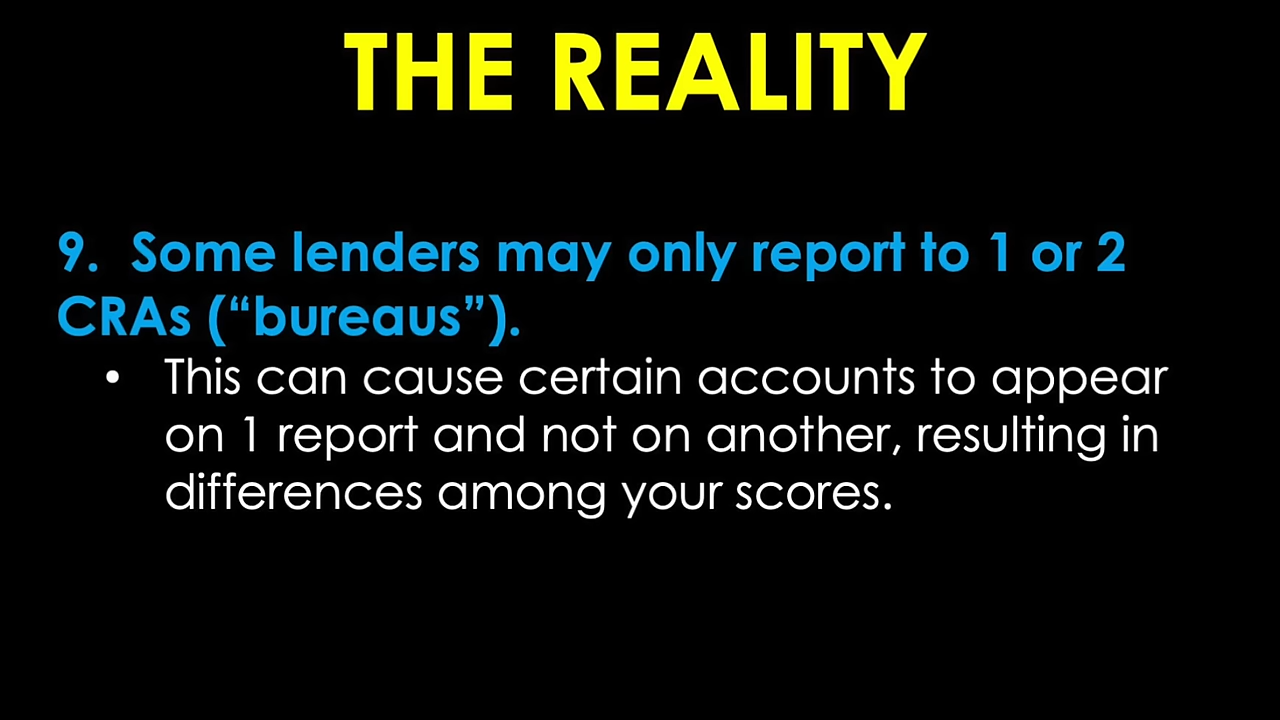 THE REALITY
9. Some lenders may only report to 1 or 2
CRAs (“bureaus”).
• This can cause certain accounts to appear
on 1 report and not on another, resulting in
differences among your scores.